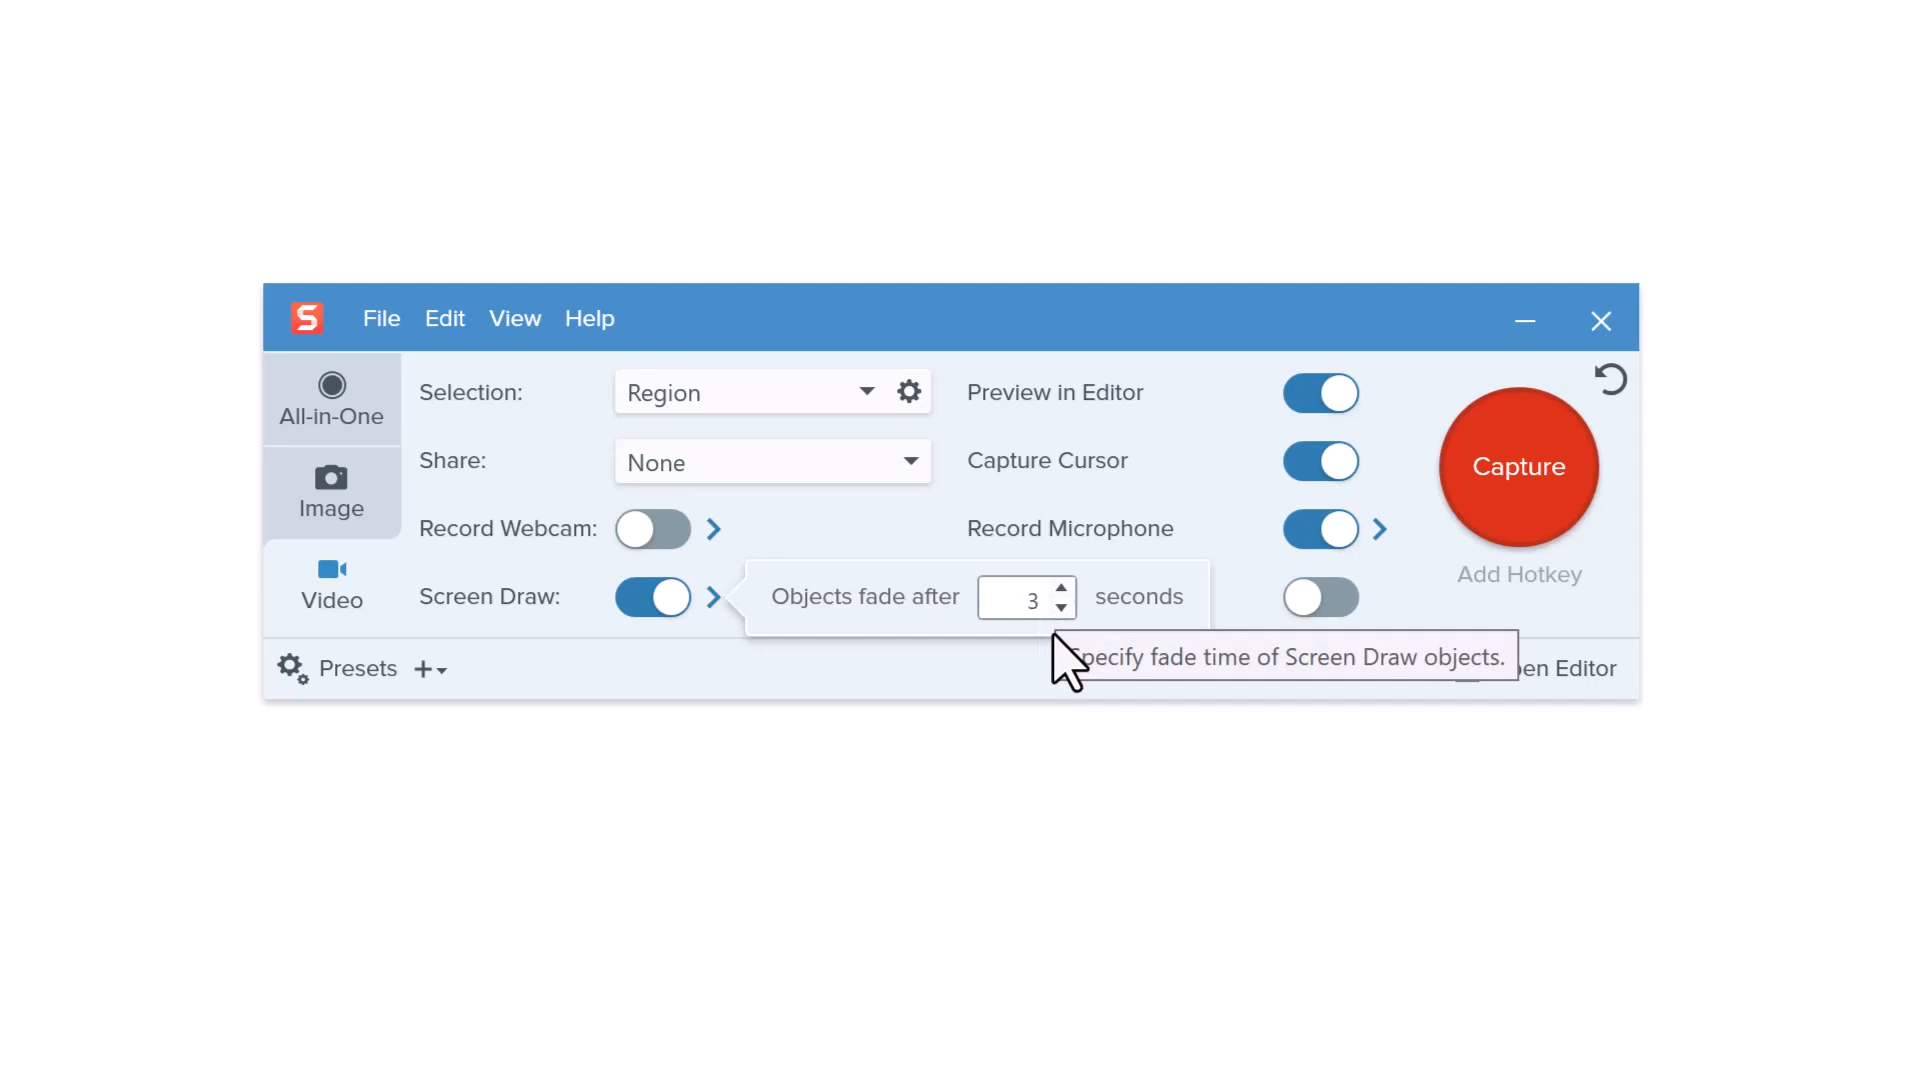 File Edit View Help
All-in-One
Image
Video
Selection: Region
Share: None
Record Webcam:
Screen Draw:
Preview in Editor
Capture Cursor
Record Microphone
Objects fade after 3 seconds
Specify fade time of Screen Draw objects.
Capture
Add Hotkey
Presets
Editor